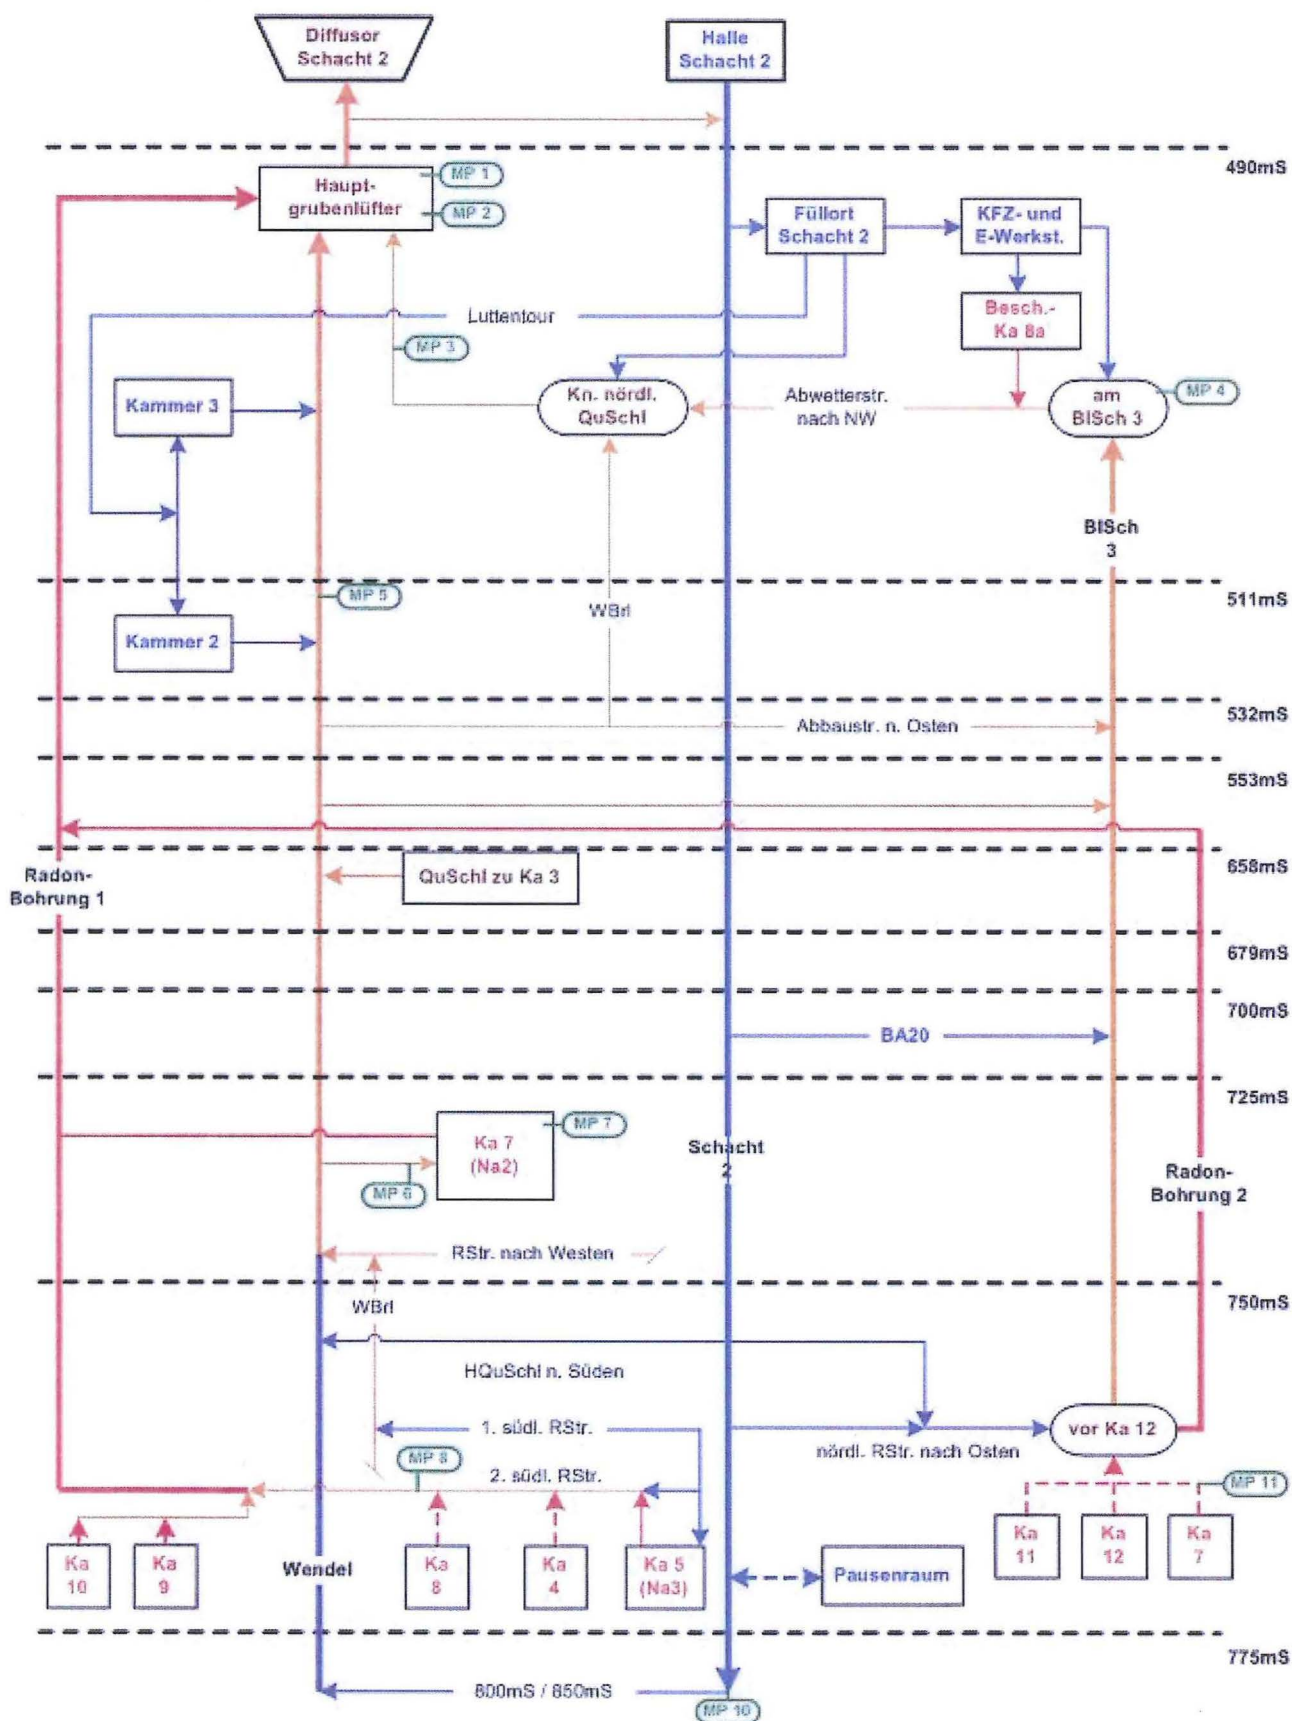 Diffusor
Schacht 2
Halle
Schacht 2
490mS
Haupt-
grubenlüfter
MP 1
MP 2
Füllort
Schacht 2
KFZ- und
E-Werkst.
Luttentour
MP 3
Besch.-
Ka 8a
Kammer 3
Kn. nördl.
QuSchl
Abwetterstr.
nach NW
am
BlSch 3
MP 4
BlSch
3
511mS
MP 5
WBrl
Kammer 2
532mS
Abbaustr. n. Osten
553mS
658mS
Radon-
Bohrung 1
QuSchl zu Ka 3
679mS
700mS
BA20
725mS
Ka 7
(Na2)
MP 7
MP 6
Schacht
2
Radon-
Bohrung 2
RStr. nach Westen
750mS
WBrl
HQuSchl n. Süden
1. südl. RStr.
vor Ka 12
nördl. RStr. nach Osten
MP 8
2. südl. RStr.
MP 11
Ka
10
Ka
9
Wendel
Ka
8
Ka
4
Ka 5
(Na3)
Pausenraum
Ka
11
Ka
12
Ka
7
775mS
800mS / 850mS
MP 10